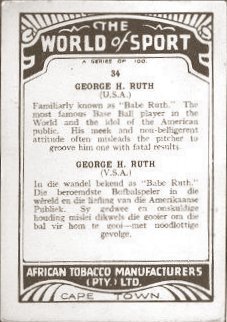 THE
WORLD of SPORT
A SERIES OF 100.
34
GEORGE H. RUTH
(U.S.A.)
Familiarly known as "Babe Ruth." The
most famous Base Ball player in the
World and the idol of the American
public. His meek and non-belligerent
attitude often misleads the pitcher to
groove him one with fatal results.
GEORGE H. RUTH
(V.S.A.)
In die wandel bekend as "Babe Ruth."
Die beroemdste Bofbalspeler in die
wêreld en die liefling van die Amerikaanse
Publiek. Sy gedwee en onskuldige
houding mislei dikwels die gooier om die
bal vir hom te gooi—met noodlottige
gevolge.
AFRICAN TOBACCO MANUFACTURERS
(PTY.) LTD.
CAPE TOWN